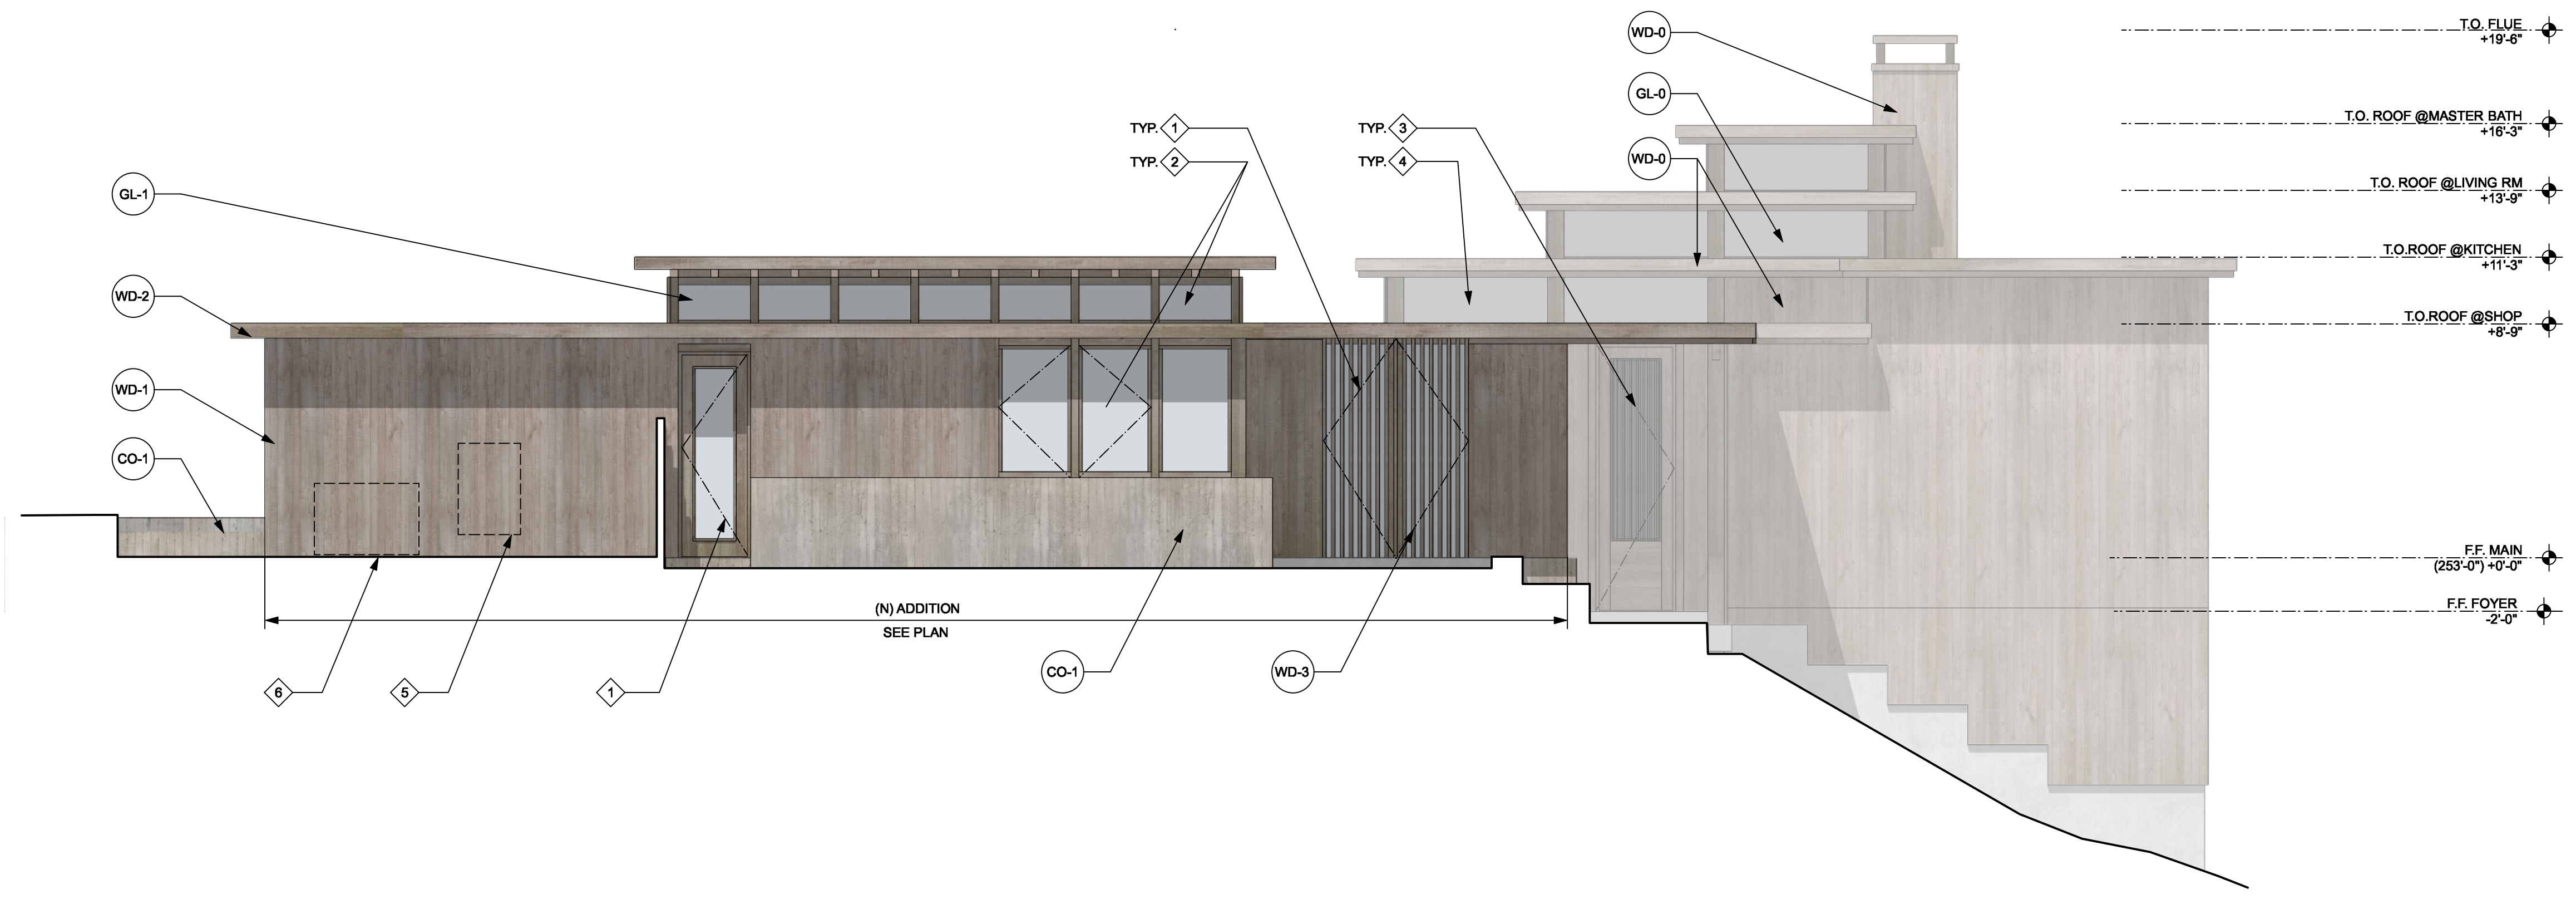 T.O. FLUE
+19'-6"
WD-0
GL-0
T.O. ROOF @MASTER BATH
+16'-3"
TYP. 1
TYP. 3
TYP. 2
TYP. 4
WD-0
T.O. ROOF @LIVING RM
+13'-9"
GL-1
T.O.ROOF @KITCHEN
+11'-3"
WD-2
T.O.ROOF @SHOP
+8'-9"
WD-1
CO-1
F.F. MAIN
(253'-0") +0'-0"
(N) ADDITION
SEE PLAN
F.F. FOYER
-2'-0"
6
5
1
CO-1
WD-3